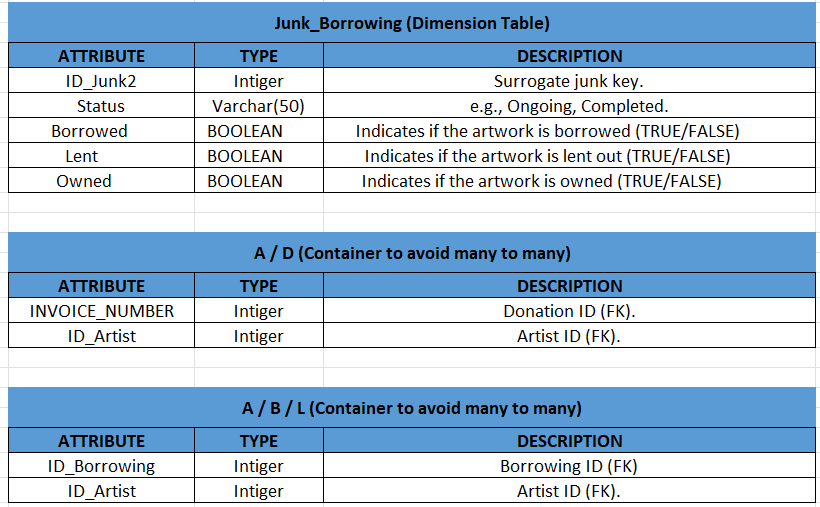 Junk_Borrowing (Dimension Table)
ATTRIBUTE TYPE DESCRIPTION
ID_Junk2 Intiger Surrogate junk key.
Status Varchar(50) e.g., Ongoing, Completed.
Borrowed BOOLEAN Indicates if the artwork is borrowed (TRUE/FALSE)
Lent BOOLEAN Indicates if the artwork is lent out (TRUE/FALSE)
Owned BOOLEAN Indicates if the artwork is owned (TRUE/FALSE)
A / D (Container to avoid many to many)
ATTRIBUTE TYPE DESCRIPTION
INVOICE_NUMBER Intiger Donation ID (FK).
ID_Artist Intiger Artist ID (FK).
A / B / L (Container to avoid many to many)
ATTRIBUTE TYPE DESCRIPTION
ID_Borrowing Intiger Borrowing ID (FK)
ID_Artist Intiger Artist ID (FK).